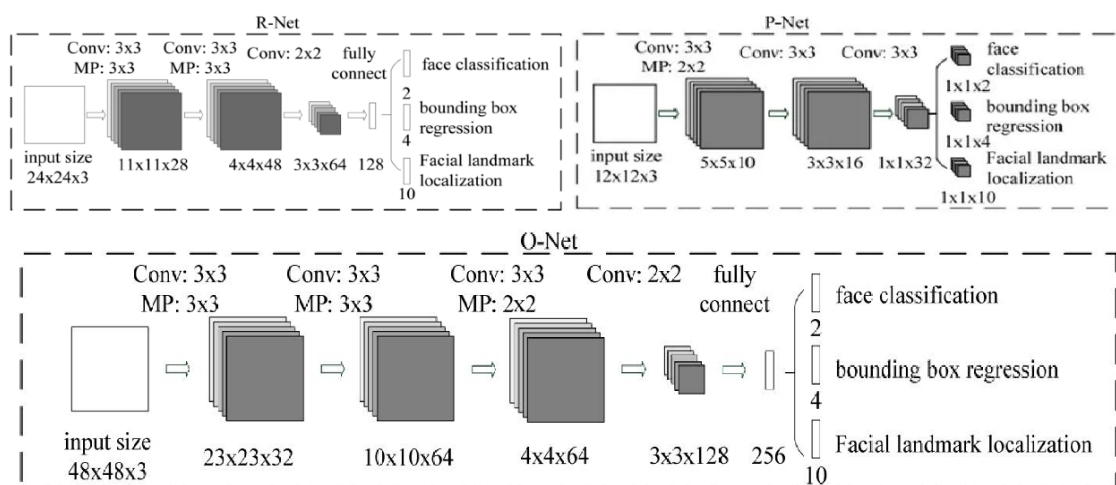 R-Net
Conv: 3x3 Conv: 3x3 Conv: 2x2 fully
MP: 3x3 MP: 3x3 connect
face classification
2
bounding box
regression
4
Facial landmark
localization
10
input size
24x24x3
11x11x28 4x4x48 3x3x64 128
P-Net
Conv: 3x3 Conv: 3x3 Conv: 3x3
MP: 2x2
face
classification
1x1x2
bounding box
regression
1x1x4
Facial landmark
localization
1x1x10
input size
12x12x3
5x5x10 3x3x16 1x1x32
O-Net
Conv: 3x3 Conv: 3x3 Conv: 3x3 Conv: 2x2 fully
MP: 3x3 MP: 3x3 MP: 2x2 connect
face classification
2
bounding box regression
4
Facial landmark localization
10
input size
48x48x3
23x23x32 10x10x64 4x4x64 3x3x128 256